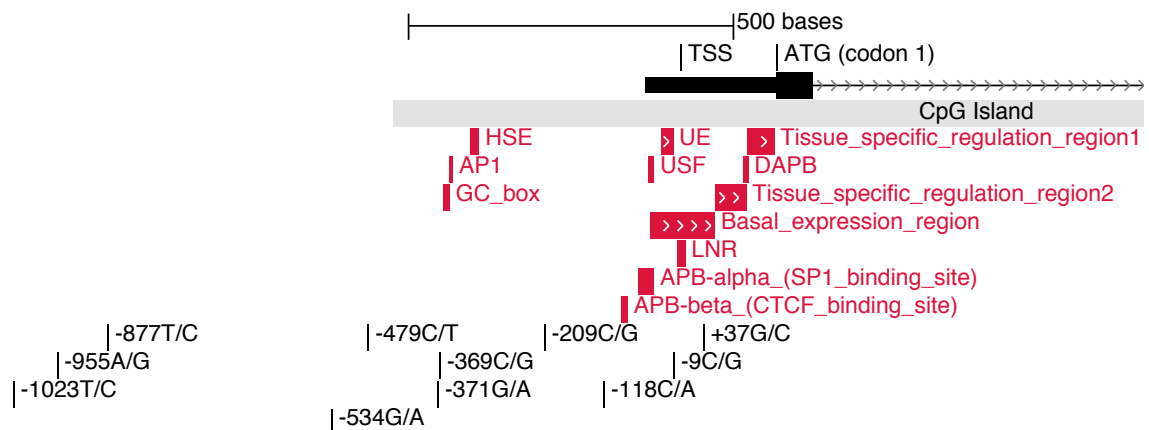 500 bases
TSS ATG (codon 1)
CpG Island
HSE UE Tissue_specific_regulation_region1
AP1 USF DAPB
GC_box Tissue_specific_regulation_region2
Basal_expression_region
LNR
APB-alpha_(SP1_binding_site)
APB-beta_(CTCF_binding_site)
-877T/C -479C/T -209C/G +37G/C
-955A/G -369C/G -9C/G
-1023T/C -371G/A -118C/A
-534G/A